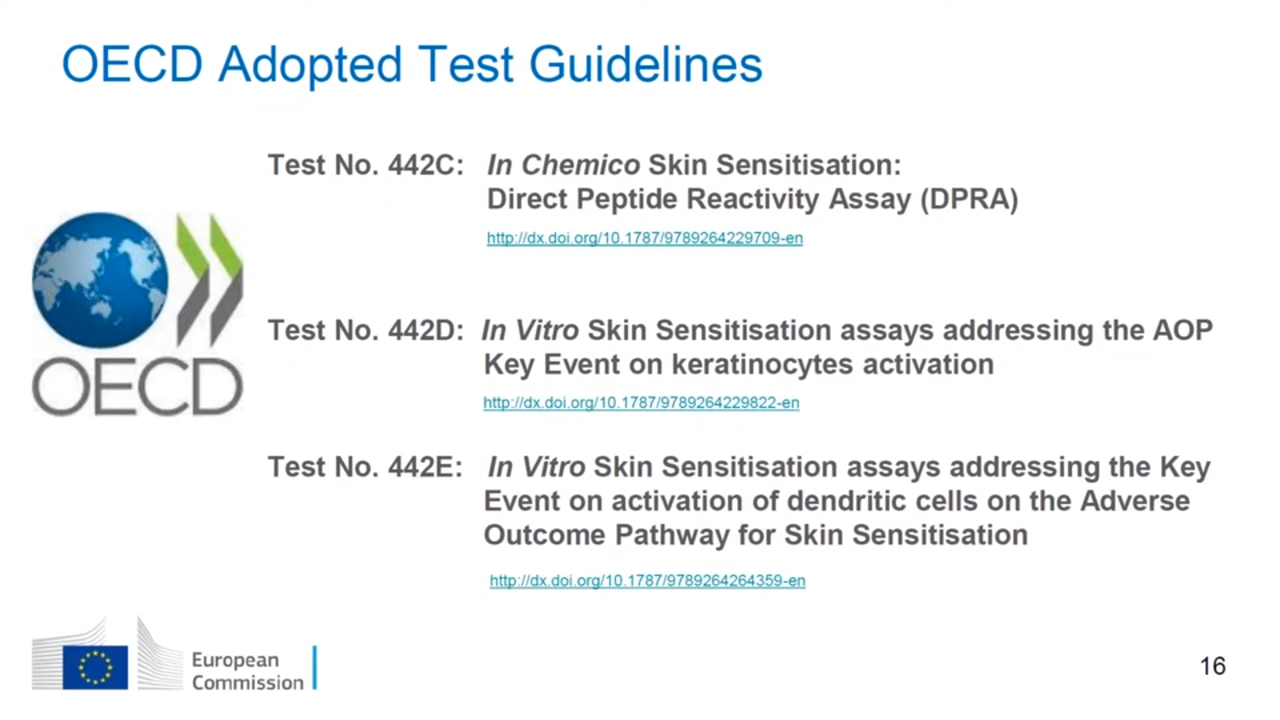 OECD Adopted Test Guidelines
Test No. 442C: In Chemico Skin Sensitisation:
Direct Peptide Reactivity Assay (DPRA)
http://dx.doi.org/10.1787/9789264229709-en
Test No. 442D: In Vitro Skin Sensitisation assays addressing the AOP
Key Event on keratinocytes activation
http://dx.doi.org/10.1787/9789264229822-en
OECD
Test No. 442E: In Vitro Skin Sensitisation assays addressing the Key
Event on activation of dendritic cells on the Adverse
Outcome Pathway for Skin Sensitisation
http://dx.doi.org/10.1787/9789264264359-en
European
Commission
16